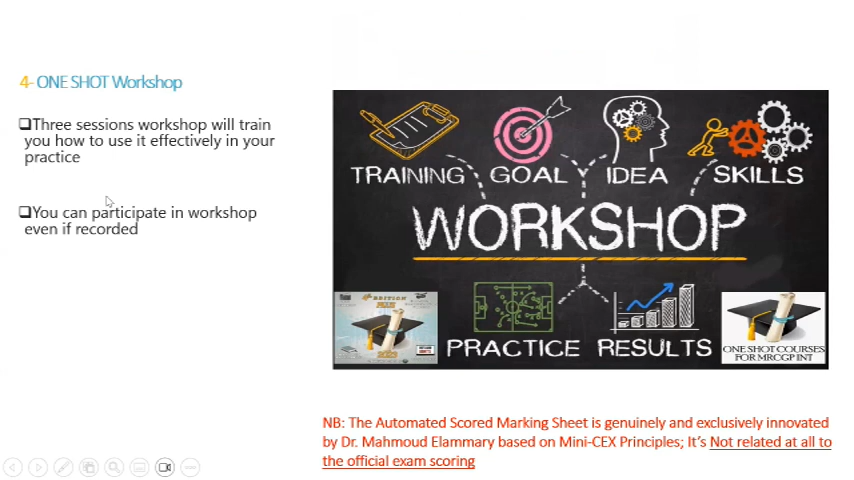 4- ONE SHOT Workshop
❑Three sessions workshop will train
you how to use it effectively in your
practice
❑You can participate in workshop
even if recorded
TRAINING GOAL IDEA SKILLS
WORKSHOP
PRACTICE RESULTS
EDITION
2023
ONE SHOT COURSES
FOR MRCGP INT
NB: The Automated Scored Marking Sheet is genuinely and exclusively innovated
by Dr. Mahmoud Elammary based on Mini-CEX Principles; It's Not related at all to
the official exam scoring